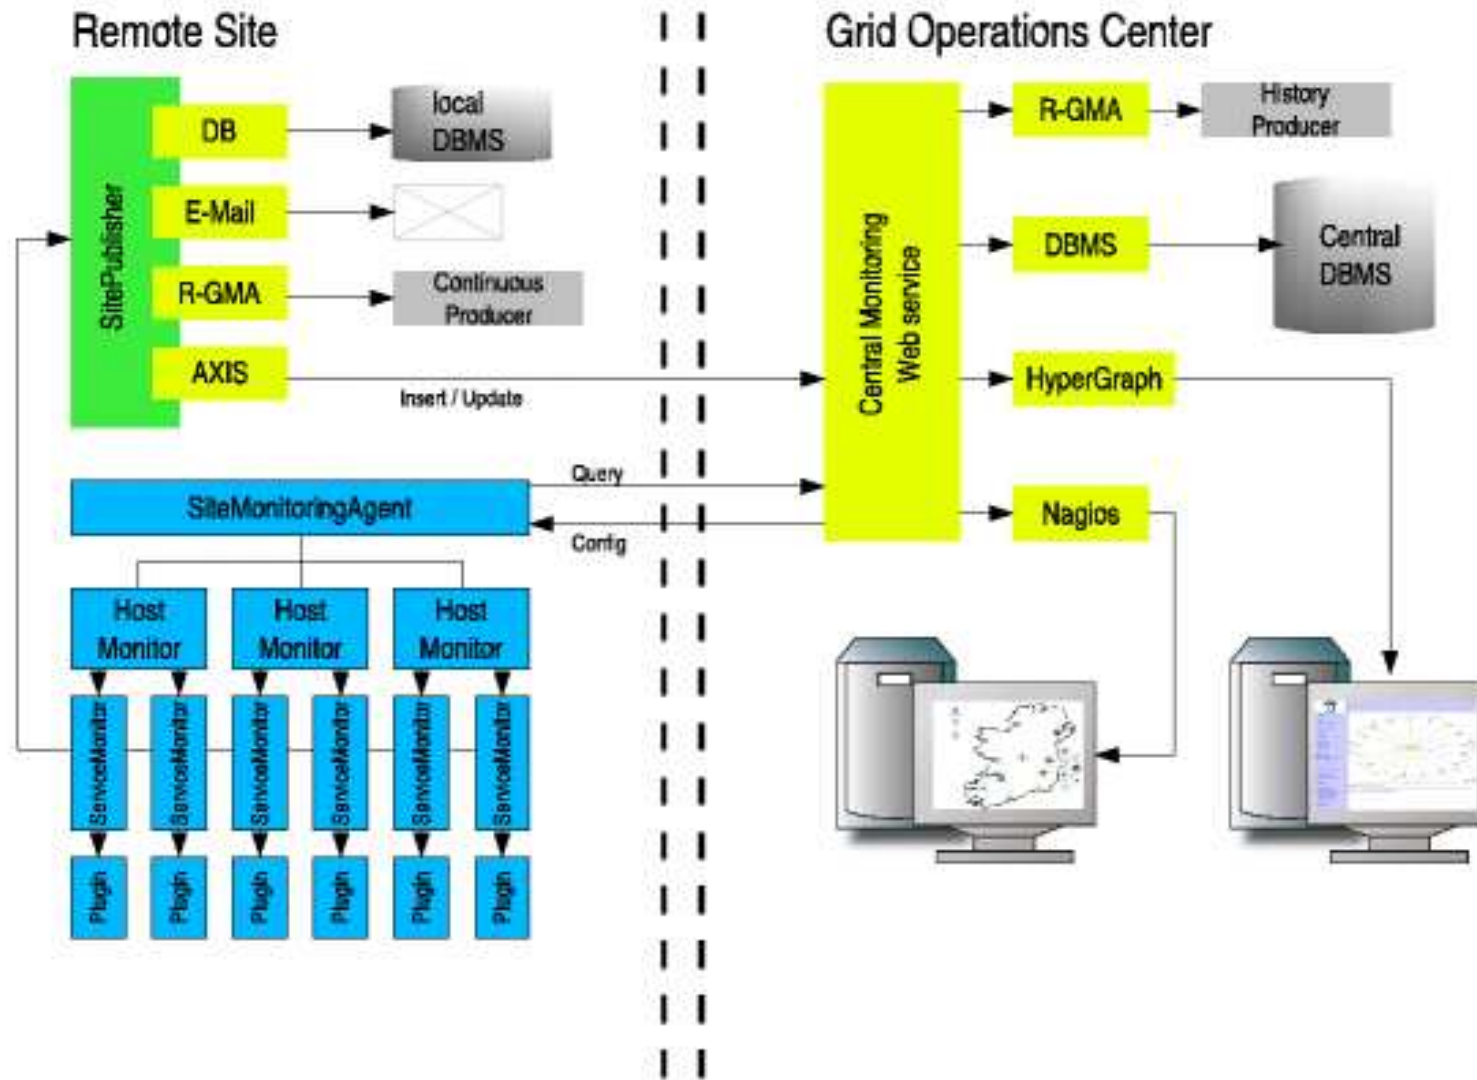 Remote Site
Grid Operations Center
SitePublisher
DB
local
DBMS
E-Mail
R-GMA
Continuous
Producer
AXIS
Insert / Update
Central Monitoring
Web service
R-GMA
History
Producer
DBMS
Central
DBMS
HyperGraph
Nagios
Query
Config
SiteMonitoringAgent
Host
Monitor
Host
Monitor
Host
Monitor
ServiceMonitor
ServiceMonitor
ServiceMonitor
ServiceMonitor
ServiceMonitor
ServiceMonitor
Plugin
Plugin
Plugin
Plugin
Plugin
Plugin